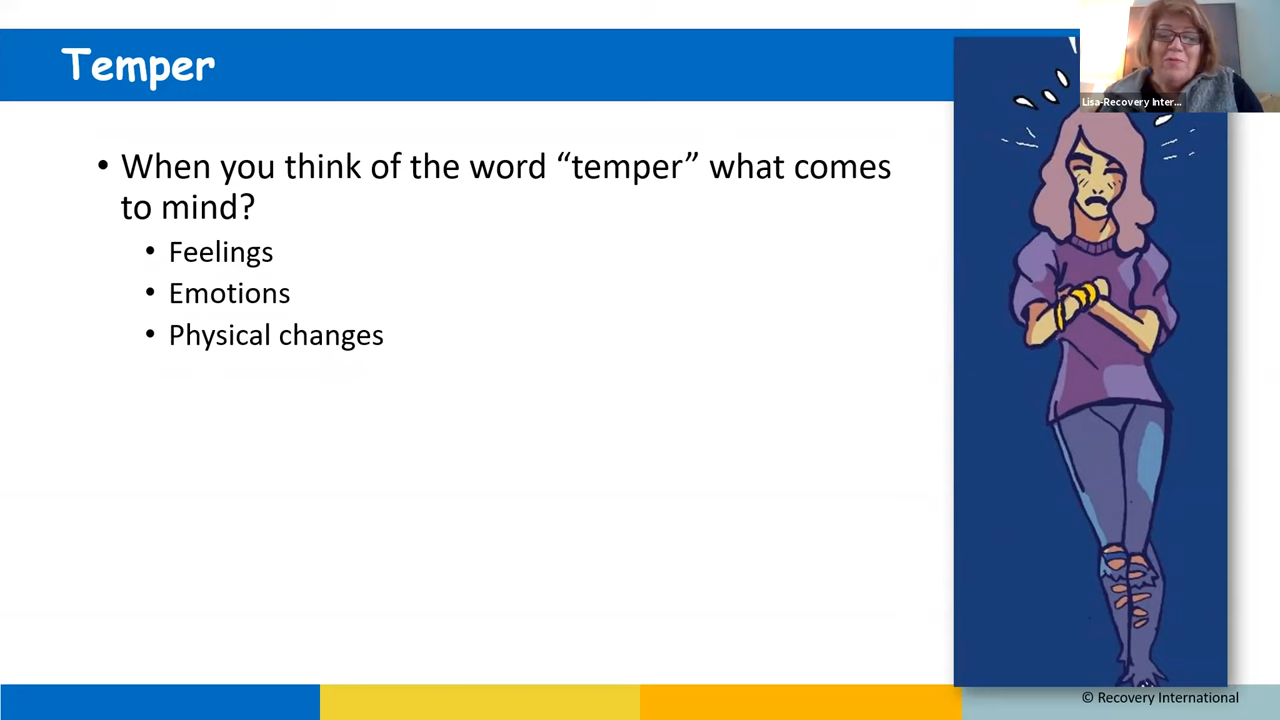 Temper
Lisa-Recovery Inter...
• When you think of the word “temper” what comes
to mind?
• Feelings
• Emotions
• Physical changes
© Recovery International